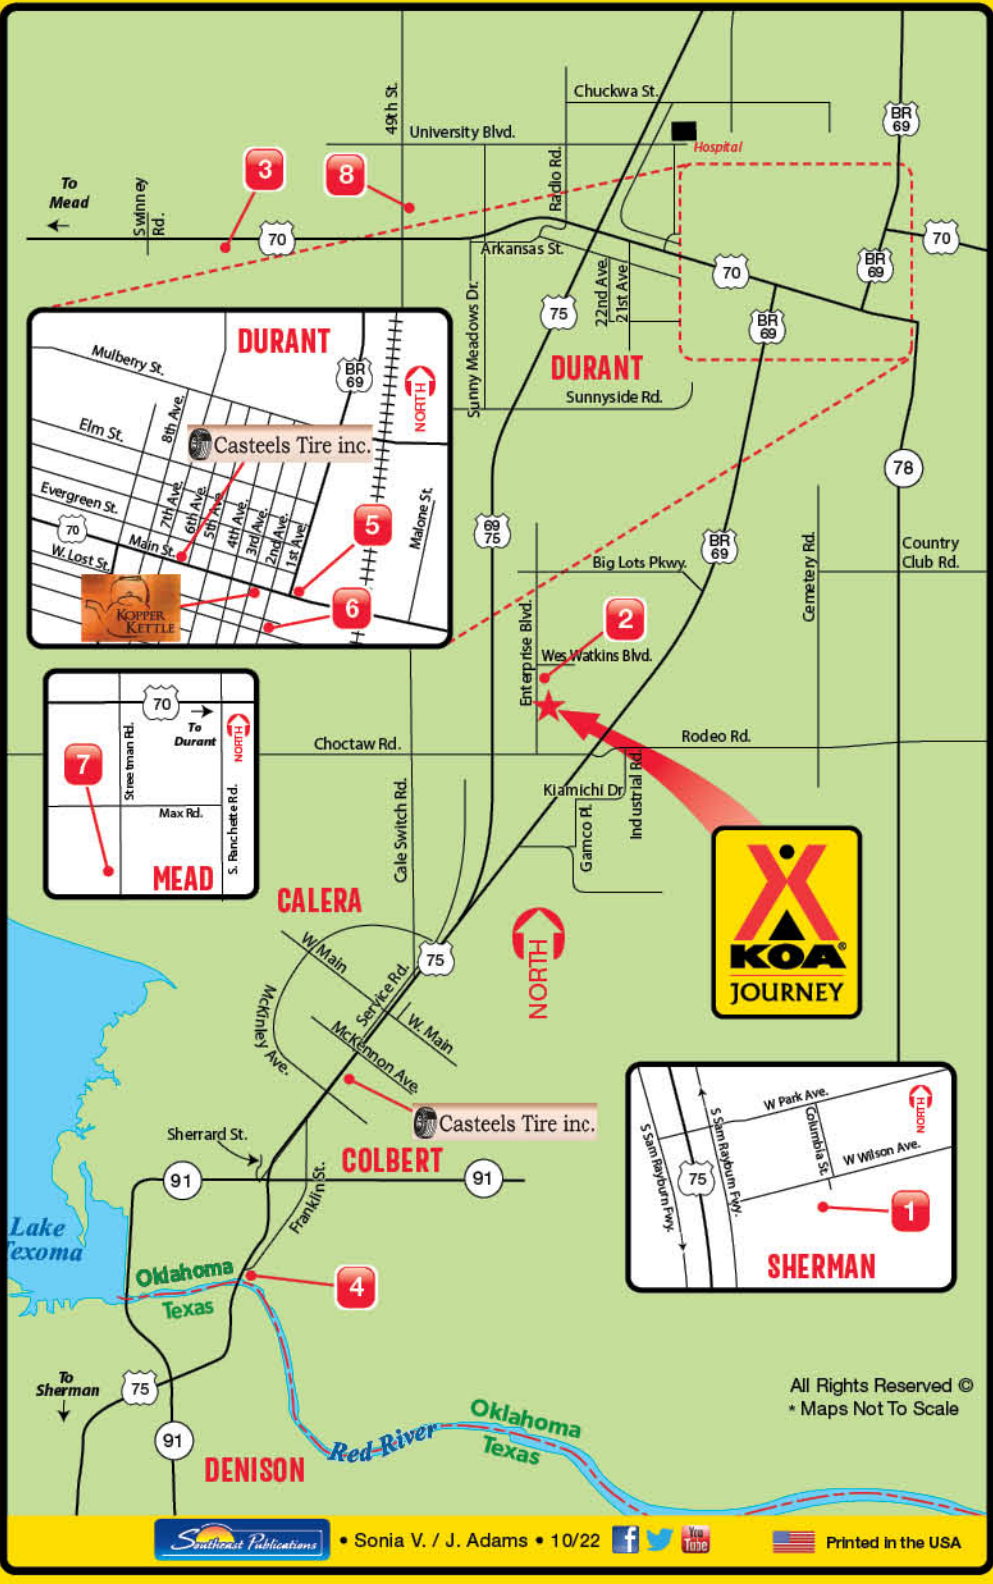 Chuckwa St.
49th St.
University Blvd.
BR
69
Hospital
3
8
Radio Rd.
To
Mead
Swinney
Rd.
70
Arkansas St.
70
BR
69
70
22nd Ave.
21st Ave.
75
BR
69
Sunny Meadows Dr.
DURANT
Sunnyside Rd.
DURANT
Mulberry St.
BR
69
NORTH
8th Ave.
Elm St.
Casteels Tire inc.
Evergreen St.
7th Ave.
6th Ave.
5th Ave
4th Ave.
3rd Ave.
2nd Ave.
1st Ave.
Malone St.
5
70
Main St.
W. Lost St.
KOPPER
KETTLE
6
78
69
75
BR
69
Big Lots Pkwy.
Cemetery Rd.
Country
Club Rd.
2
Enterprise Blvd.
Wes Watkins Blvd.
70
To
Durant
NORTH
Streetman Rd.
7
Max Rd.
S. Ranchette Rd.
MEAD
Choctaw Rd.
Rodeo Rd.
Kiamichi Dr
Industrial Rd.
Gamco Pl.
Cale Switch Rd.
KOA®
JOURNEY
CALERA
NORTH
75
W. Main
Service Rd.
McKinley Ave.
W. Main
McKennon Ave.
Casteels Tire inc.
Sherrard St.
COLBERT
91
91
Franklin St.
W Park Ave.
NORTH
S Sam Rayburn Fwy.
S Sam Rayburn Fwy.
Columbia St.
W Wilson Ave.
75
1
SHERMAN
Lake
Texoma
Oklahoma
Texas
4
To
Sherman
75
91
DENISON
Red River
Oklahoma
Texas
All Rights Reserved ©
* Maps Not To Scale
Southeast Publications
• Sonia V. / J. Adams • 10/22
f
You
Tube
Printed in the USA